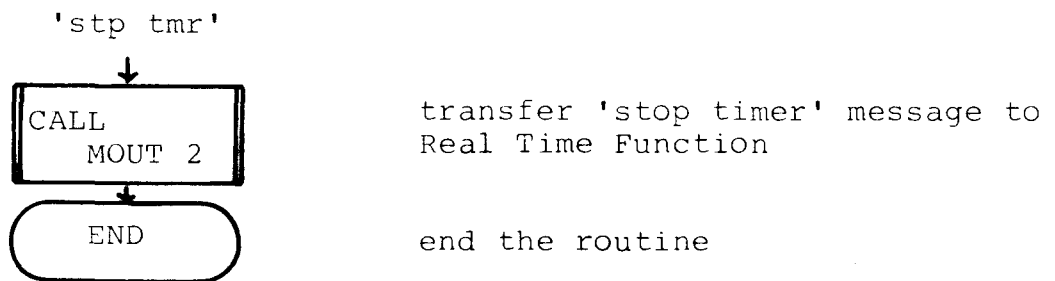 'stp tmr'
CALL
MOUT 2
transfer 'stop timer' message to
Real Time Function
END
end the routine